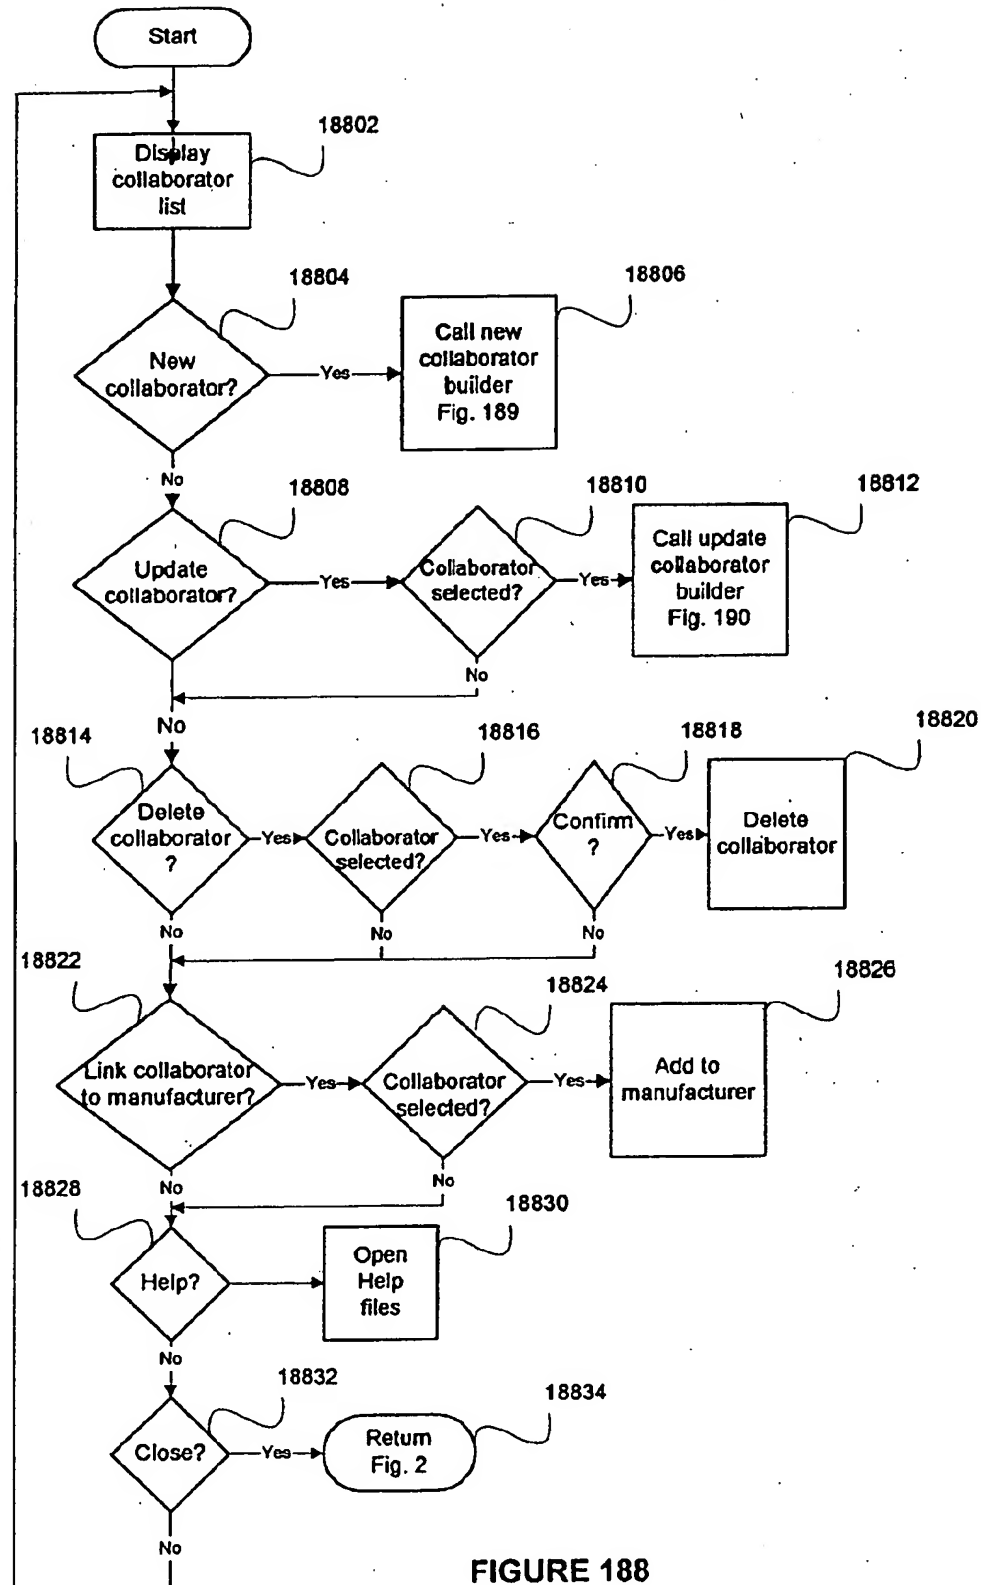 Start
18802
Display
collaborator
list
18804
18806
New
collaborator?
Yes
Call new
collaborator
builder
Fig. 189
No
18808
18810
18812
Update
collaborator?
Yes
Collaborator
selected?
Yes
Call update
collaborator
builder
Fig. 190
No
No
18814
18816
18818
18820
Delete
collaborator
?
Yes
Collaborator
selected?
Yes
Confirm
?
Yes
Delete
collaborator
No
No
No
18822
18824
18826
Link collaborator
to manufacturer?
Yes
Collaborator
selected?
Yes
Add to
manufacturer
No
No
18828
18830
Help?
Open
Help
files
No
18832
18834
Close?
Yes
Return
Fig. 2
No
FIGURE 188